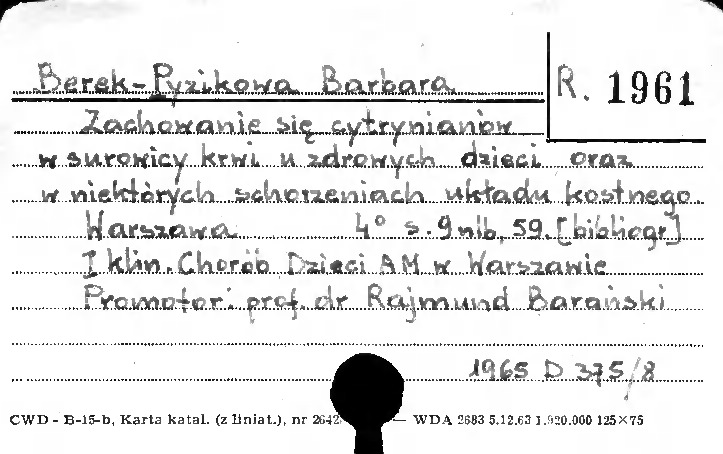 Berek-Pyzikowa Barbara
R. 1961
Zachowanie się cytrynianów
w surowicy krwi u zdrowych dzieci oraz
w niektórych schorzeniach układu kostnego.
Warszawa 4° s. 9 nlb, 59. [bibliogr.]
I klin. Chorób Dzieci AM w Warszawie
Promotor: prof. dr Rajmund Barański
1965 D 375/8
CWD - B-15-b, Karta katal. (z liniat.), nr 2642 — WDA 2683 5.12.63 1.920.000 125×75